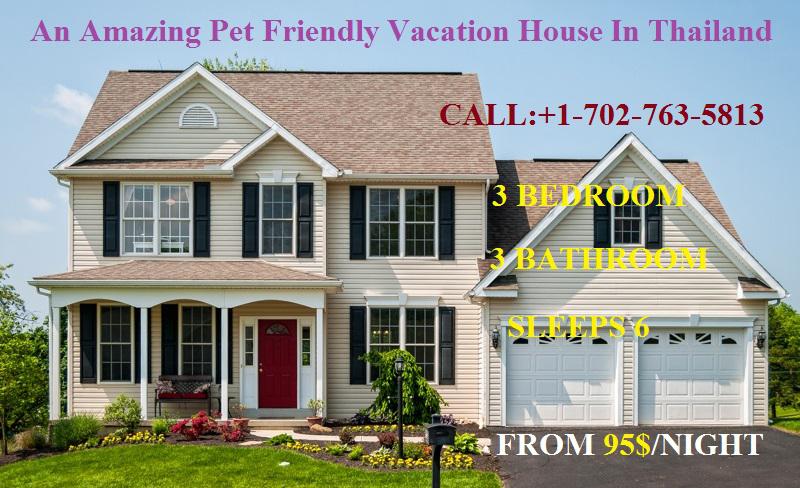 An Amazing Pet Friendly Vacation House In Thailand
CALL:+1-702-763-5813
3 BEDROOM
3 BATHROOM
SLEEPS 6
FROM 95$/NIGHT